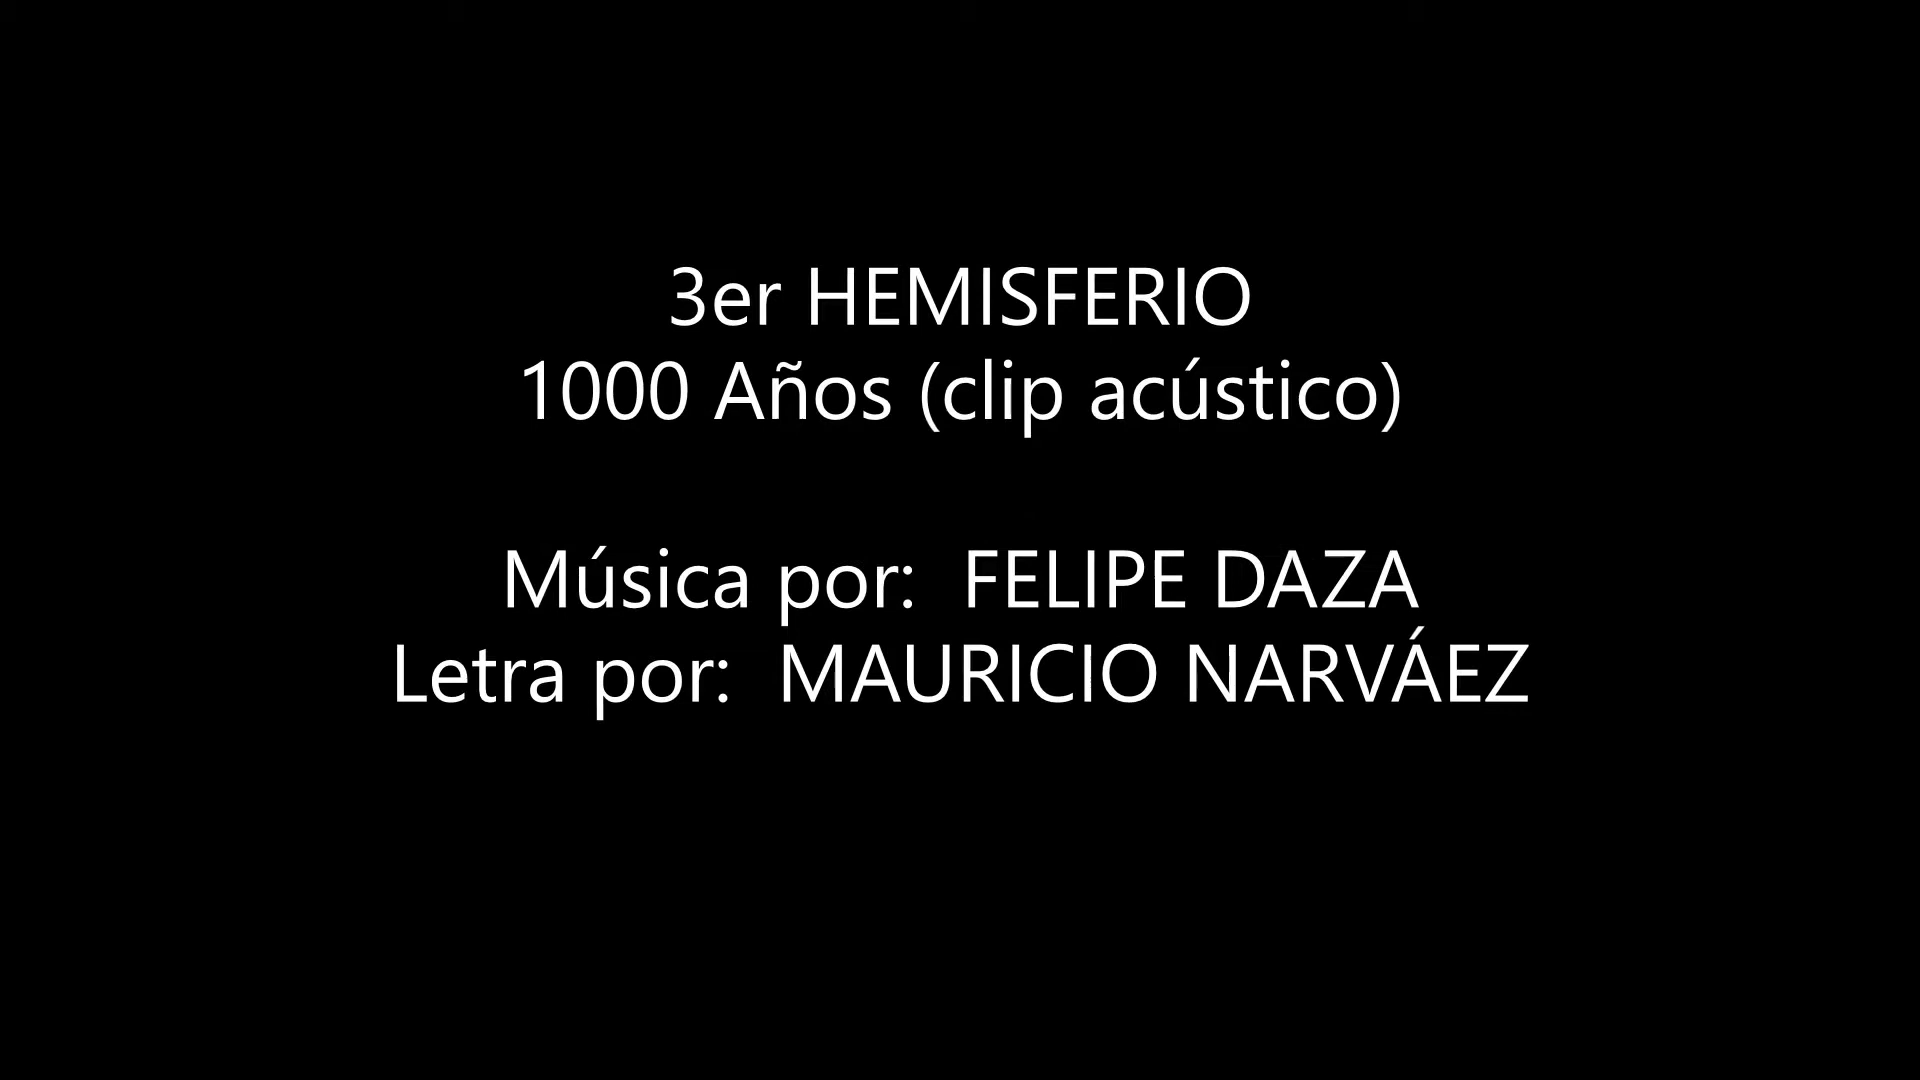 3er HEMISFERIO
1000 Años (clip acústico)
Música por:  FELIPE DAZA
Letra por:  MAURICIO NARVÁEZ